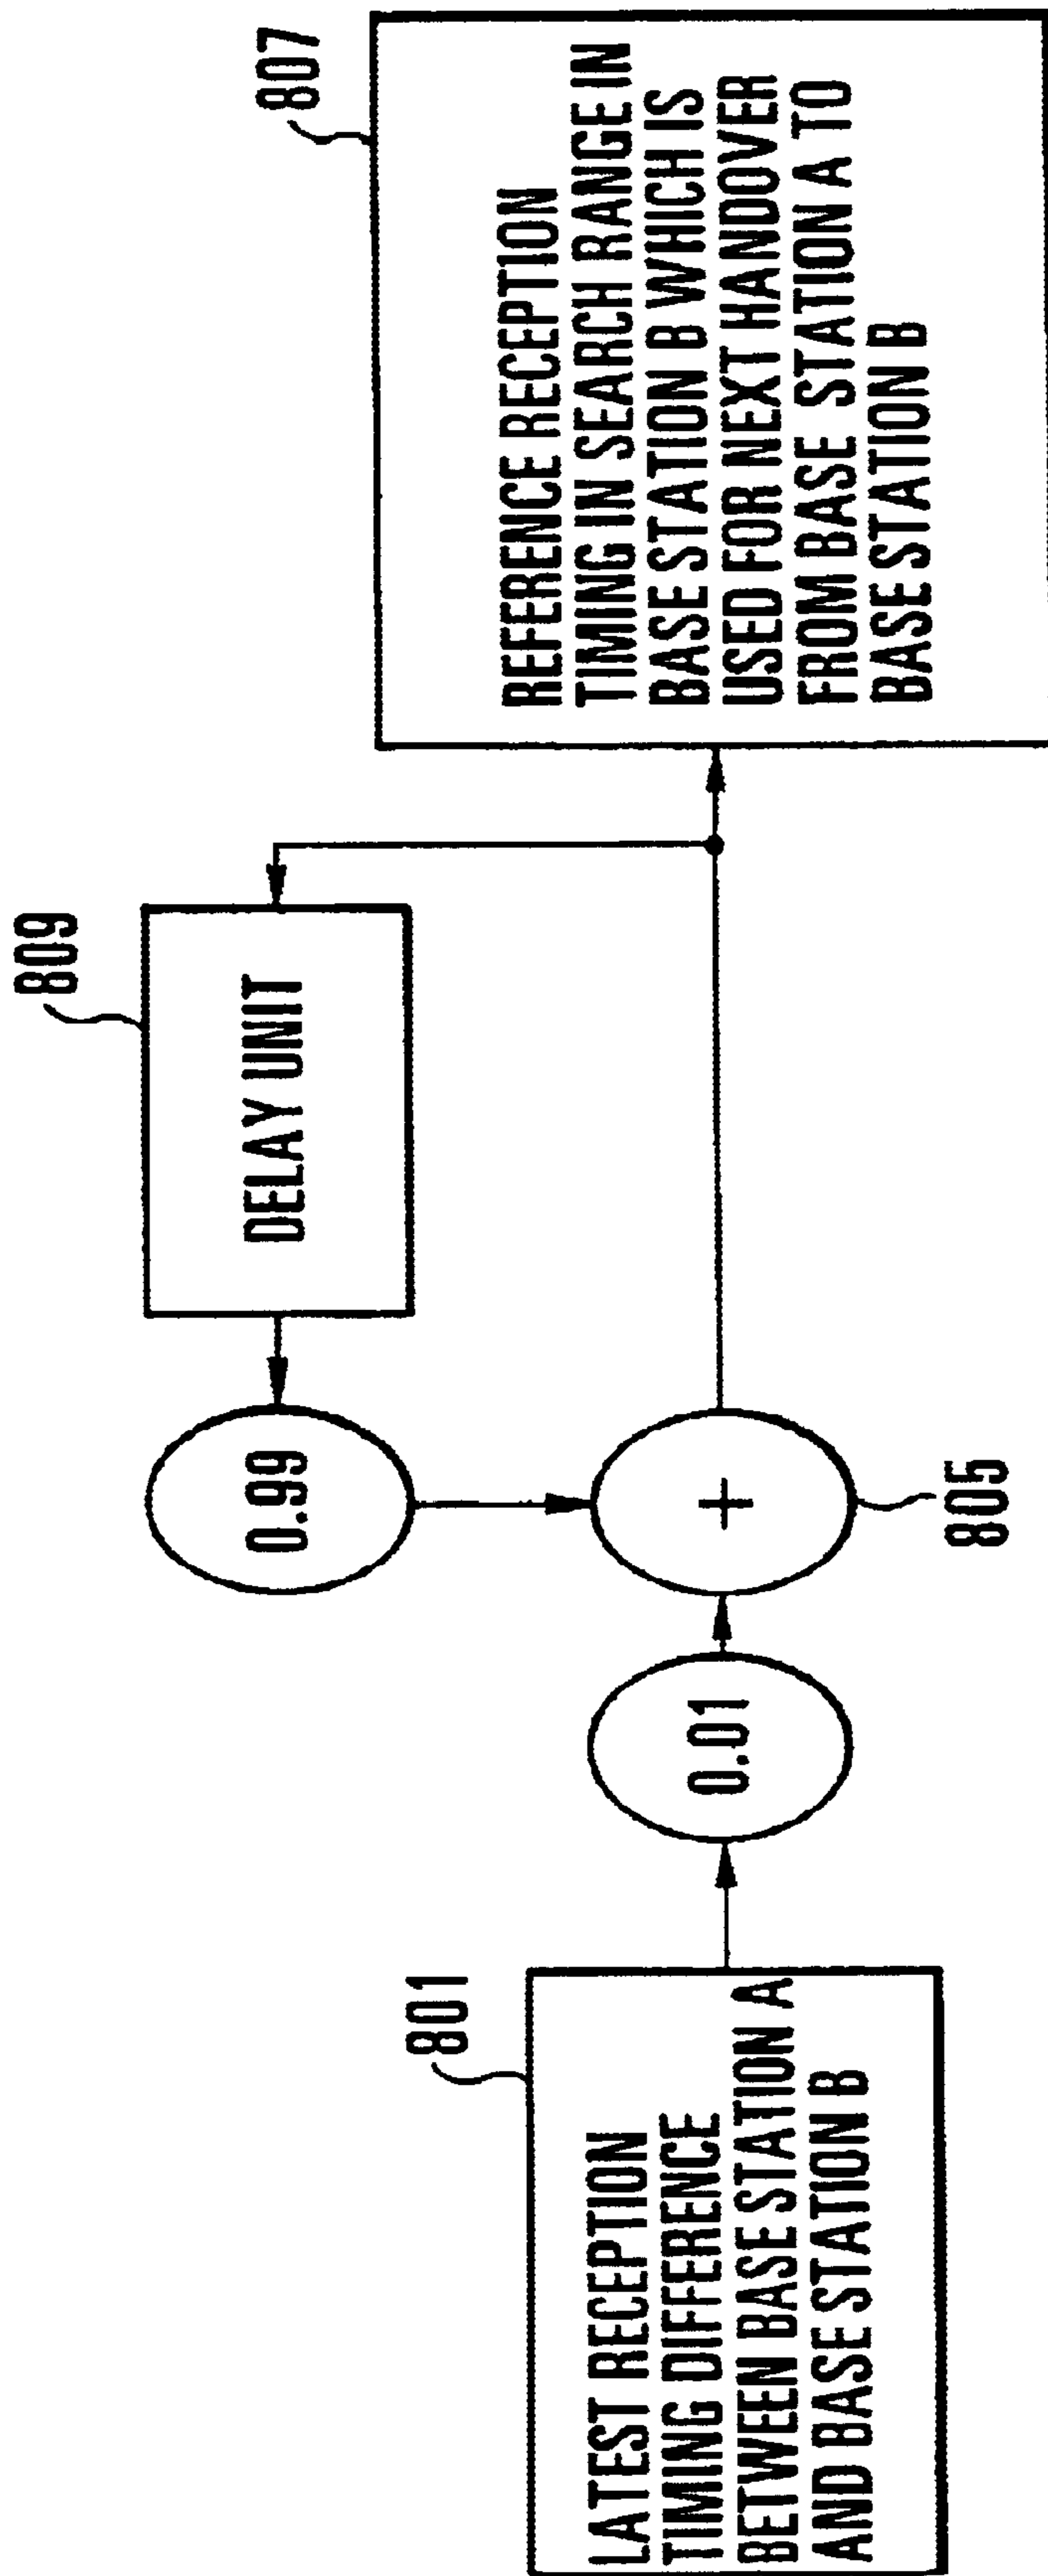 809
DELAY UNIT
0.99
807
REFERENCE RECEPTION
TIMING IN SEARCH RANGE IN
BASE STATION B WHICH IS
USED FOR NEXT HANDOVER
FROM BASE STATION A TO
BASE STATION B
801
LATEST RECEPTION
TIMING DIFFERENCE
BETWEEN BASE STATION A
AND BASE STATION B
0.01
+
805